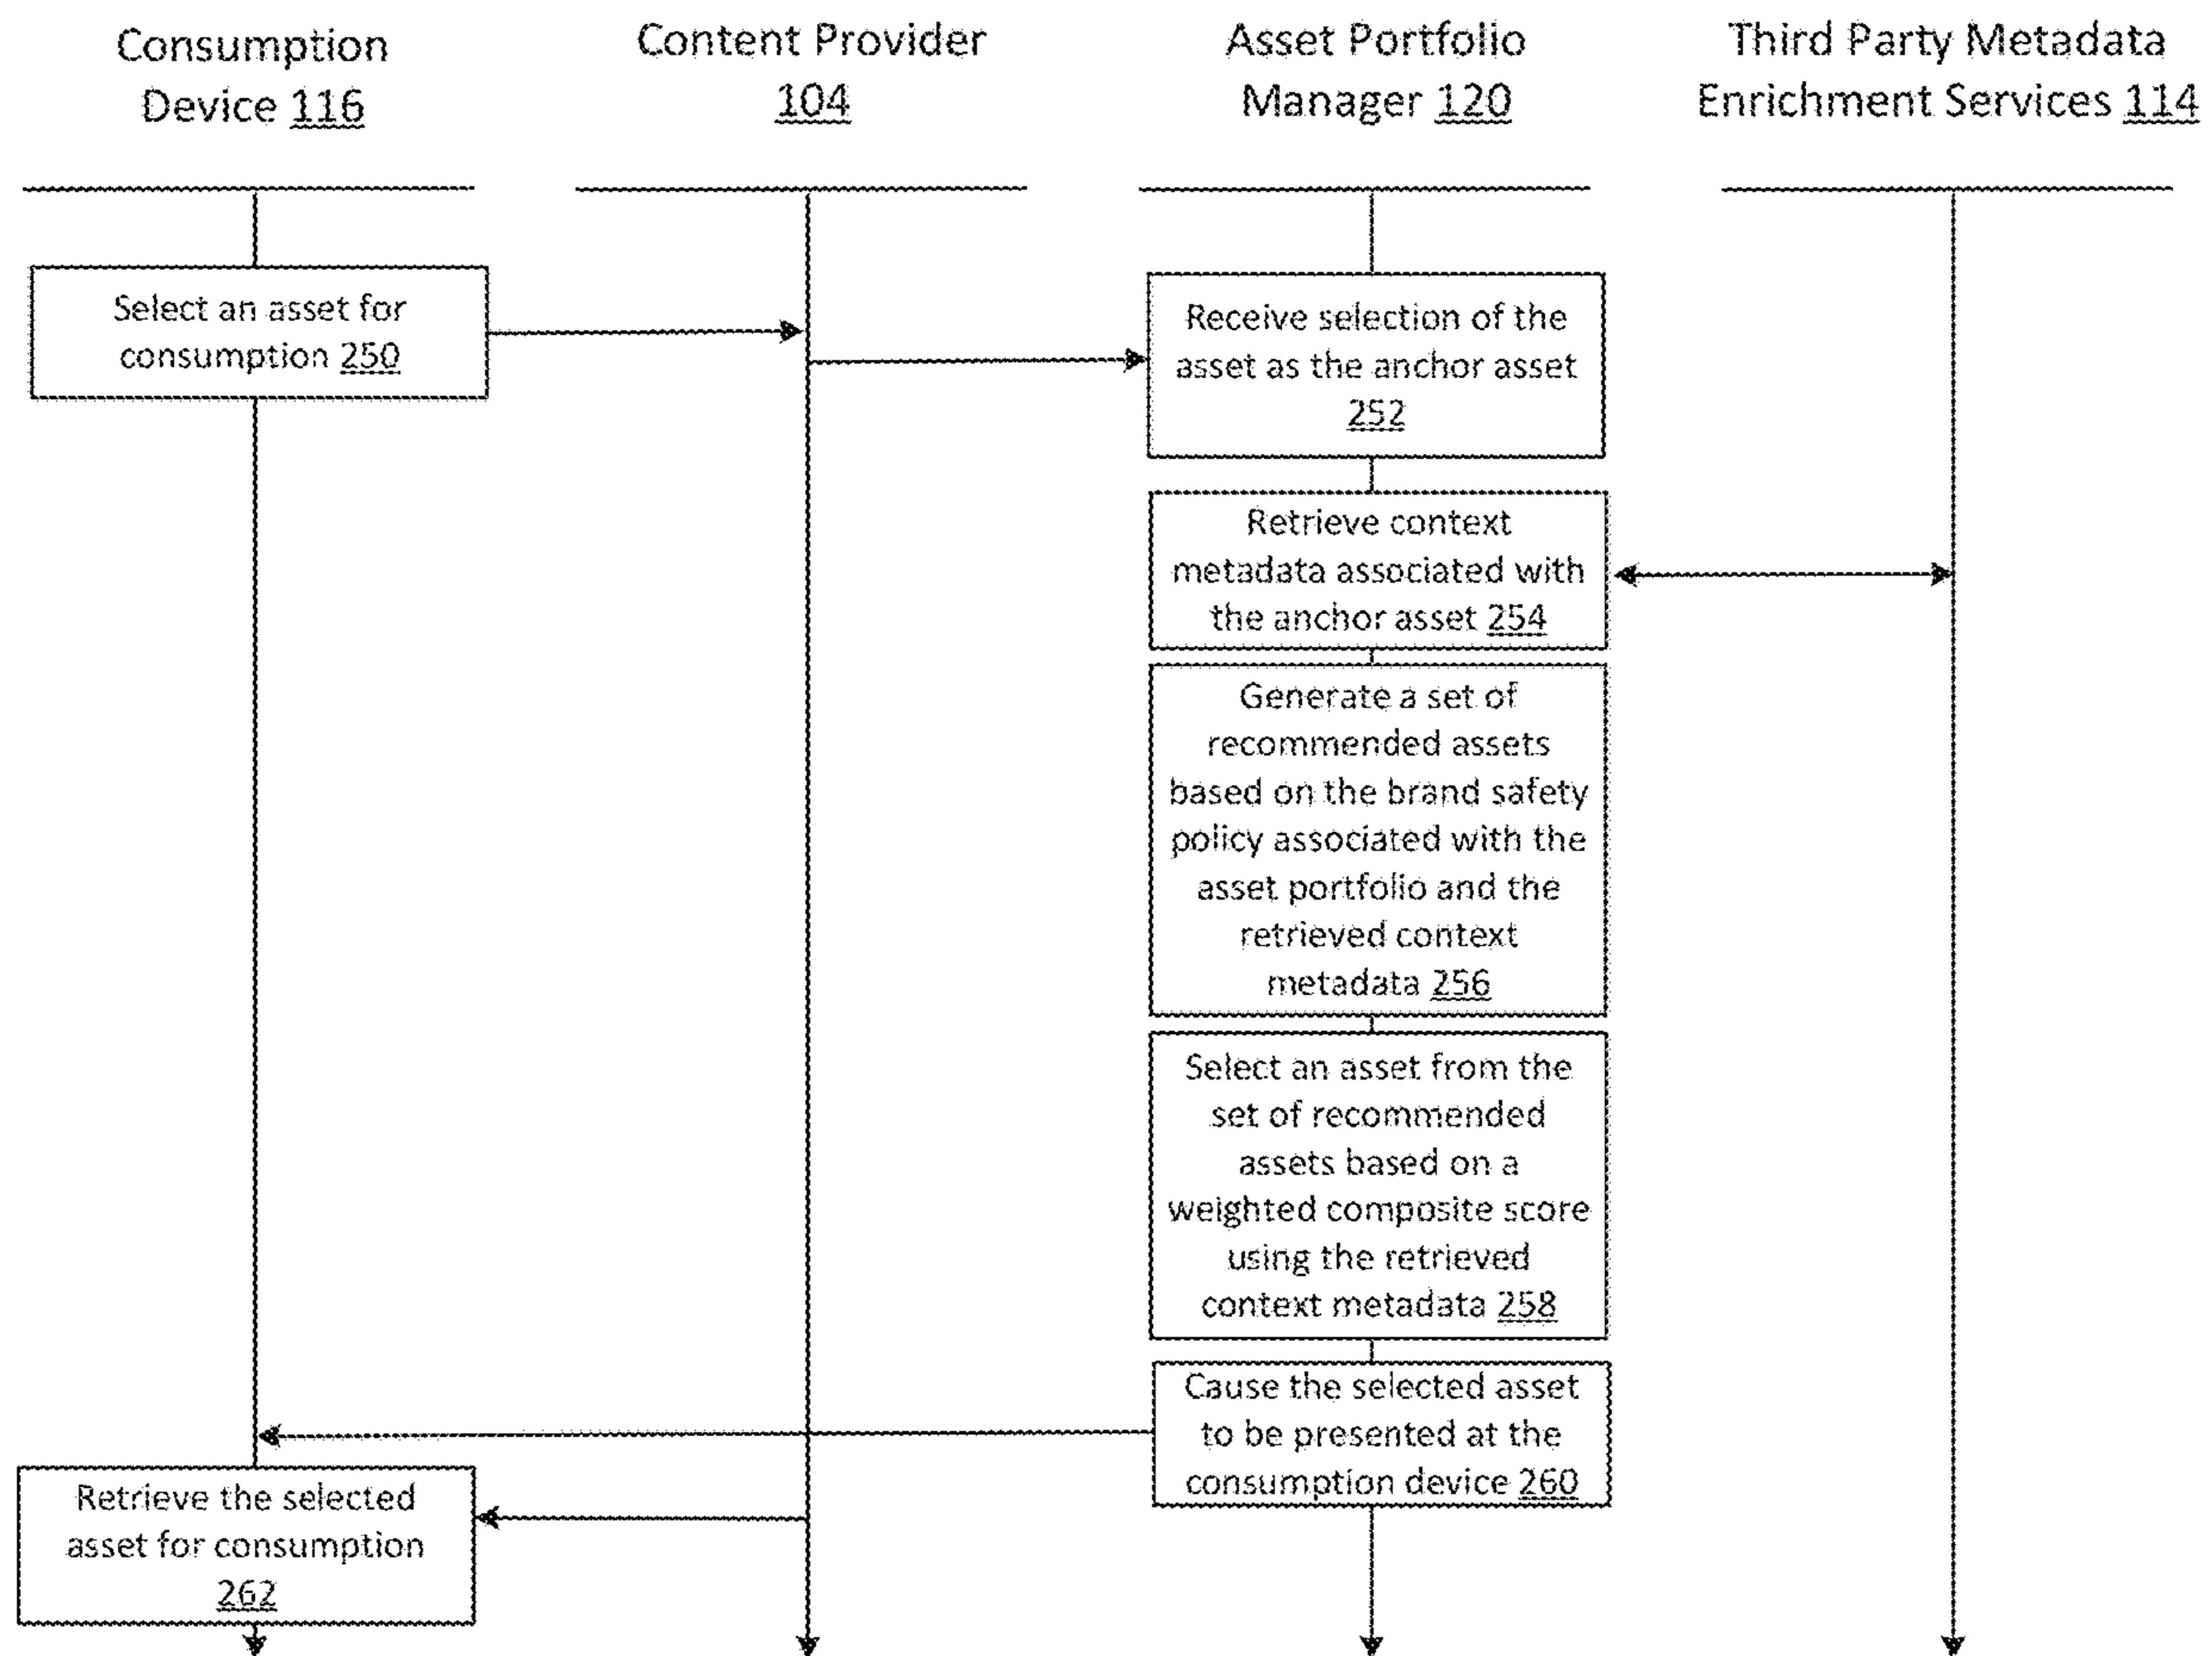 Consumption
Device 116
Content Provider
104
Asset Portfolio
Manager 120
Third Party Metadata
Enrichment Services 114
Select an asset for
consumption 250
Receive selection of the
asset as the anchor asset
252
Retrieve context
metadata associated with
the anchor asset 254
Generate a set of
recommended assets
based on the brand safety
policy associated with the
asset portfolio and the
retrieved context
metadata 256
Select an asset from the
set of recommended
assets based on a
weighted composite score
using the retrieved
context metadata 258
Cause the selected asset
to be presented at the
consumption device 260
Retrieve the selected
asset for consumption
262